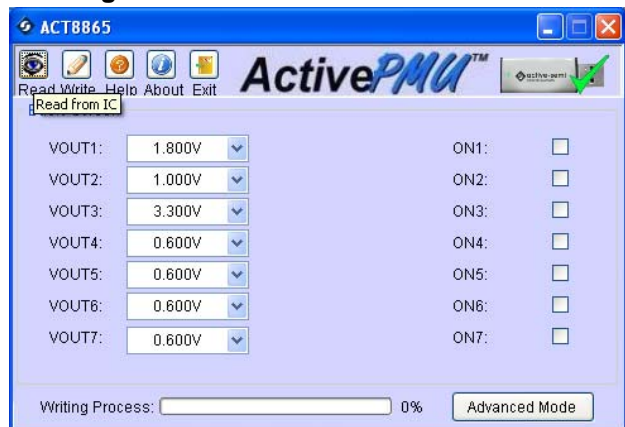 ACT8865
Read Write Help About Exit
ActivePMU™
active-semi
Read from IC
VOUT1: 1.800V ON1:
VOUT2: 1.000V ON2:
VOUT3: 3.300V ON3:
VOUT4: 0.600V ON4:
VOUT5: 0.600V ON5:
VOUT6: 0.600V ON6:
VOUT7: 0.600V ON7:
Writing Process: 0% Advanced Mode